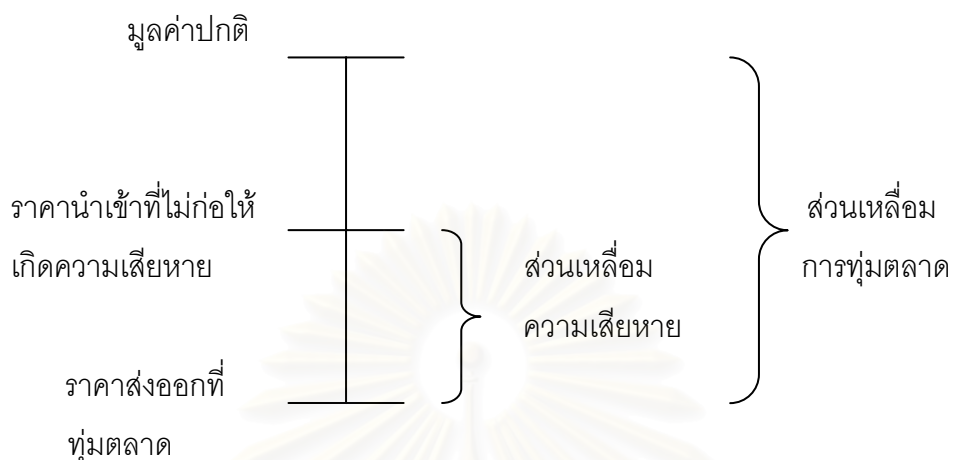 มูลค่าปกติ
ราคานำเข้าที่ไม่ก่อให้
เกิดความเสียหาย
ส่วนเหลื่อม
ความเสียหาย
ส่วนเหลื่อม
การทุ่มตลาด
ราคาส่งออกที่
ทุ่มตลาด